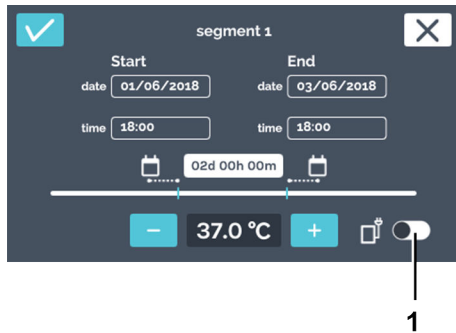 segment 1
Start End
date 01/06/2018 date 03/06/2018
time 18:00 time 18:00
02d 00h 00m
− 37.0 °C +
1